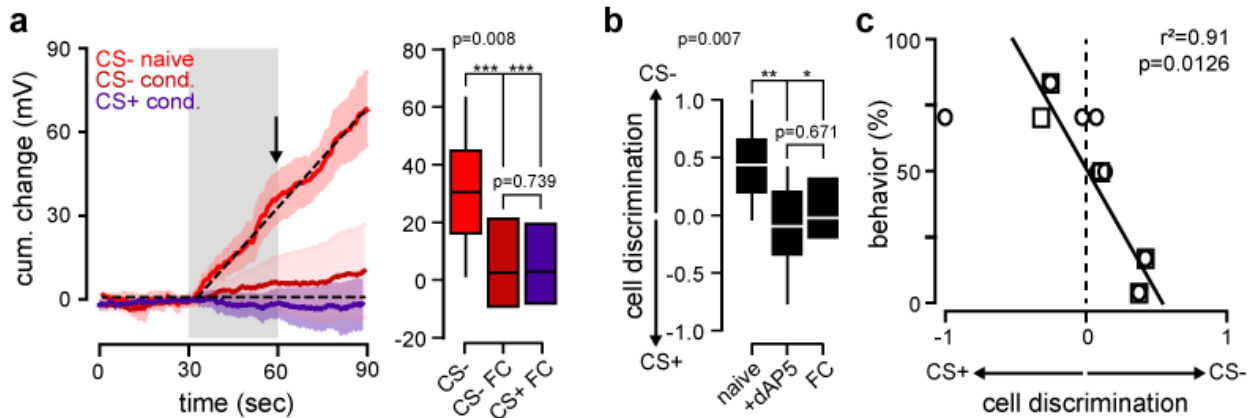 a
CS- naive
CS- cond.
CS+ cond.
cum. change (mV)
90
60
30
0
0
30
60
90
time (sec)
p=0.008
*** ***
p=0.739
80
60
40
20
0
-20
CS-
CS- FC
CS+ FC
b
p=0.007
CS-
** *
p=0.671
cell discrimination
1.0
0.5
0.0
-0.5
-1.0
CS+
naive
+dAP5
FC
c
r²=0.91
p=0.0126
behavior (%)
100
50
0
-1
0
1
CS+
CS-
cell discrimination